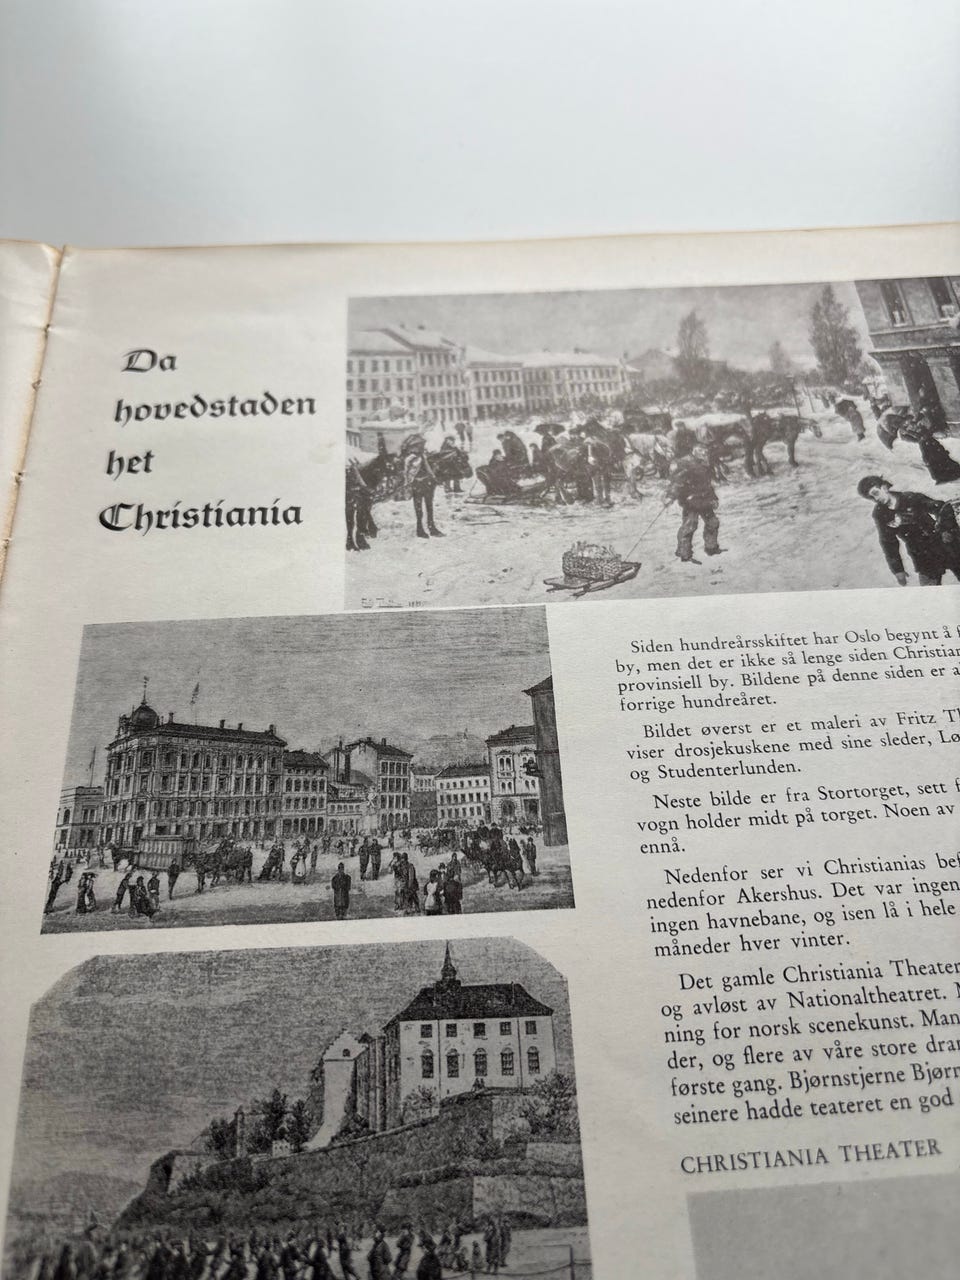 Da
hovedstaden
het
Christiania
Siden hundreårsskiftet har Oslo begynt å
by, men det er ikke så lenge siden
provinsiell by. Bildene på denne siden er
forrige hundreåret.
Bildet øverst er et maleri av Fritz
viser drosjekuskene med sine sleder,
og Studenterlunden.
Neste bilde er fra Stortorget, sett
vogn holder midt på torget. Noen av
ennå.
Nedenfor ser vi Christianias
nedenfor Akershus. Det var ingen
ingen havnebane, og isen lå i hele
måneder hver vinter.
Det gamle Christiania Theater
og avløst av Nationaltheatret.
ning for norsk scenekunst. Man
der, og flere av våre store
første gang. Bjørnstjerne
seinere hadde teateret en god
CHRISTIANIA THEATER